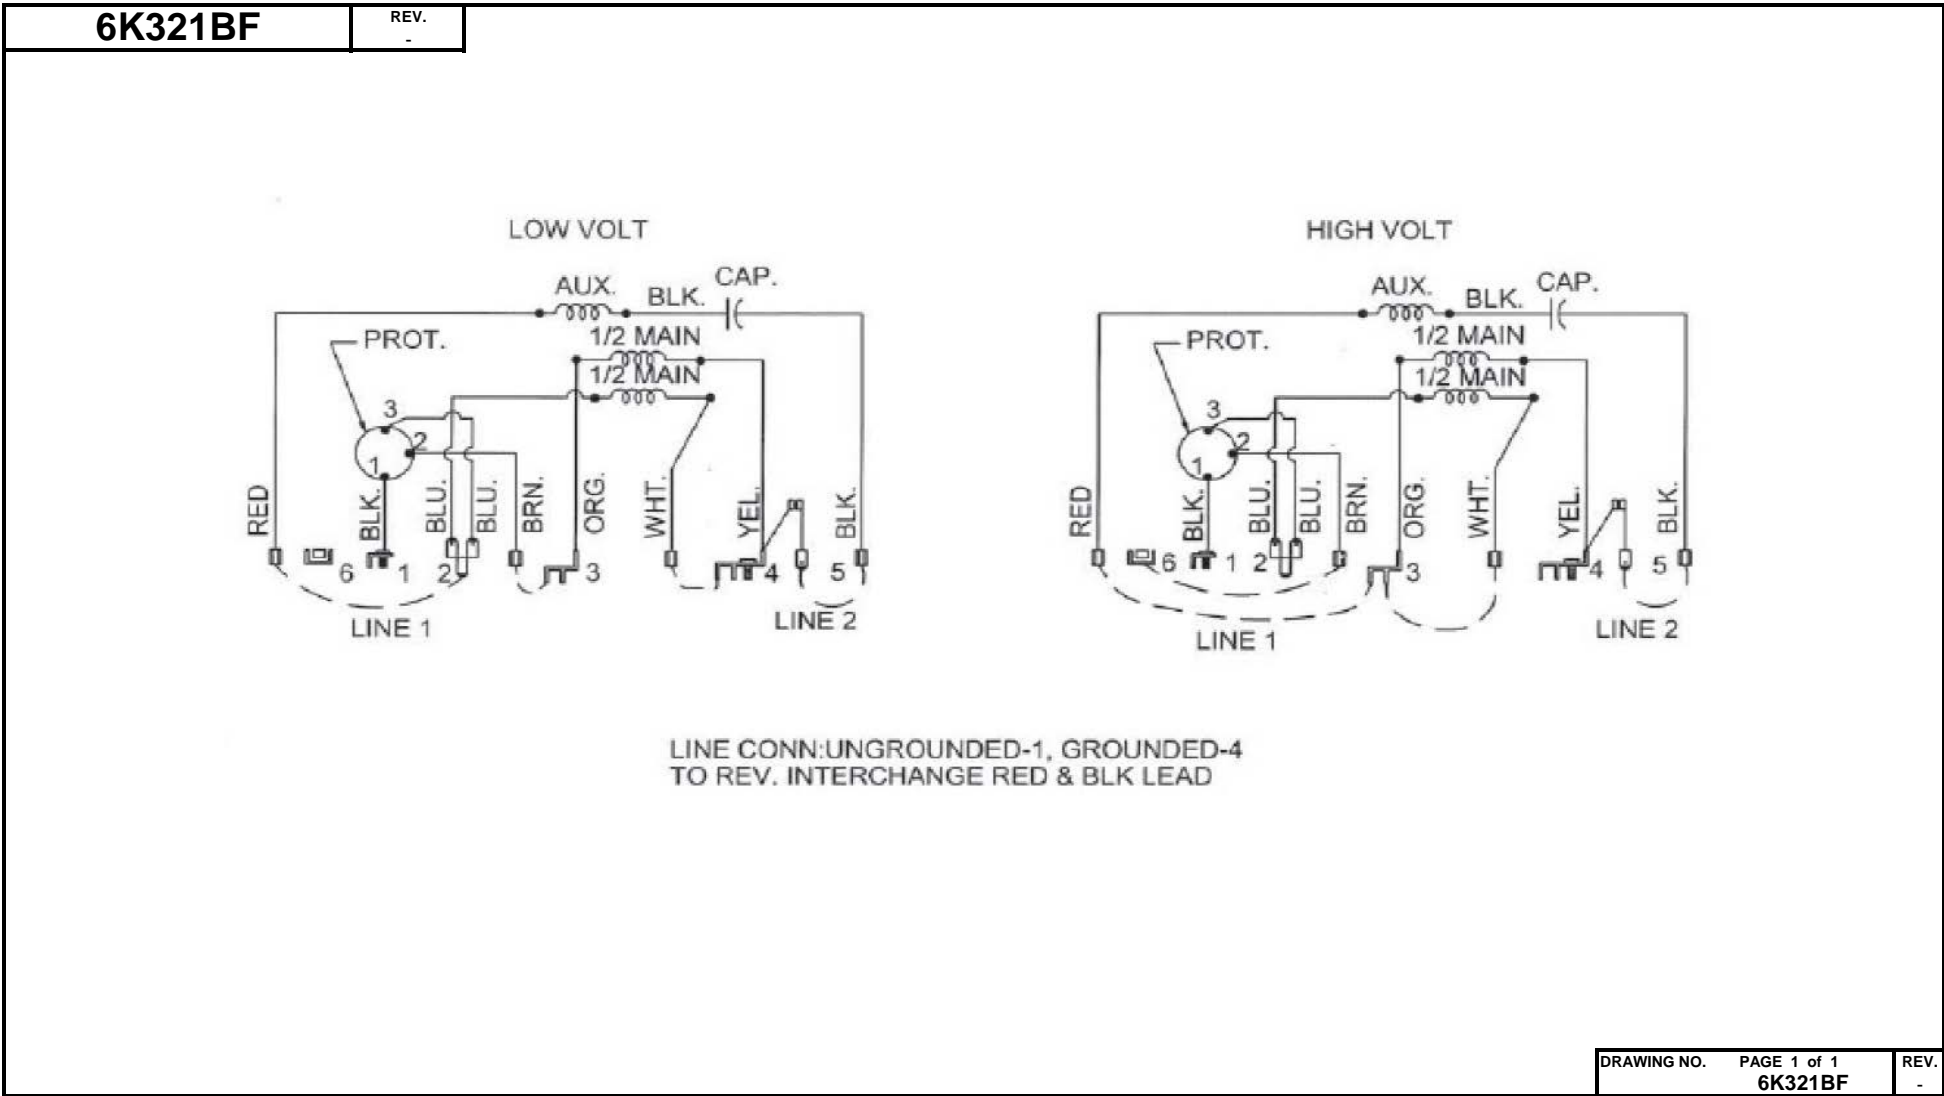 6K321BF
REV.
-
LOW VOLT
AUX.
BLK.
CAP.
1/2 MAIN
1/2 MAIN
PROT.
3
2
1
RED
BLK.
BLU.
BLU.
BRN.
ORG.
WHT.
YEL.
BLK.
6
1
2
3
4
5
LINE 1
LINE 2
HIGH VOLT
AUX.
BLK.
CAP.
1/2 MAIN
1/2 MAIN
PROT.
3
2
1
RED
BLK.
BLU.
BLU.
BRN.
ORG.
WHT.
YEL.
BLK.
6
1
2
3
4
5
LINE 1
LINE 2
LINE CONN:UNGROUNDED-1, GROUNDED-4
TO REV. INTERCHANGE RED & BLK LEAD
DRAWING NO. PAGE 1 of 1
6K321BF
REV.
-